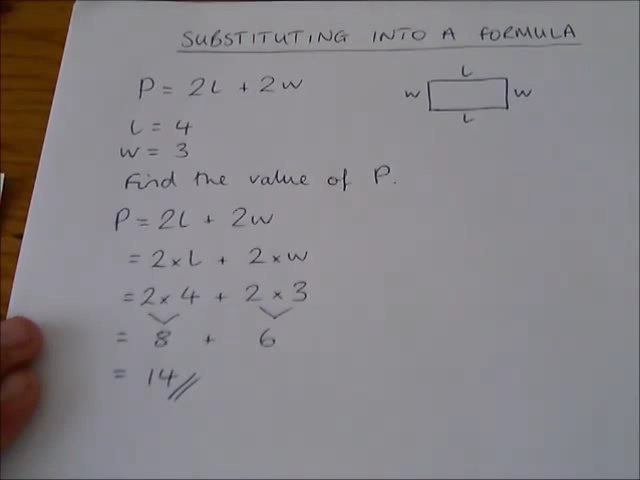 SUBSTITUTING INTO A FORMULA
P = 2L + 2W
L
W W
L
L = 4
W = 3
Find the value of P.
P = 2L + 2W
= 2 × L + 2 × W
= 2 × 4 + 2 × 3
= 8 + 6
= 14